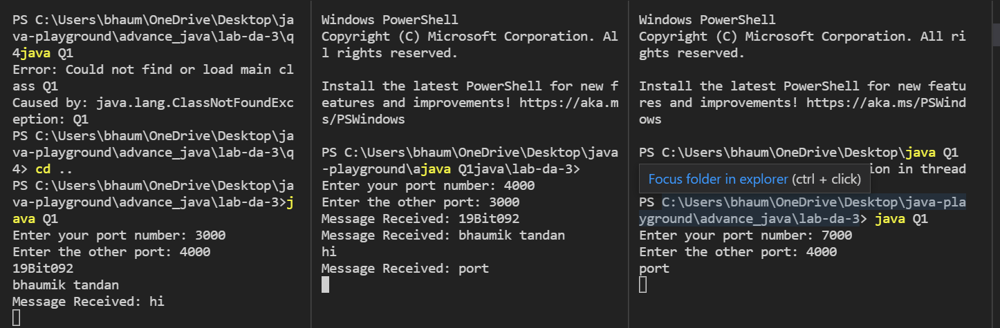 PS C:\Users\bhaum\OneDrive\Desktop\ja
va-playground\advance_java\lab-da-3\q
4java Q1
Error: Could not find or load main cl
ass Q1
Caused by: java.lang.ClassNotFoundExc
eption: Q1
PS C:\Users\bhaum\OneDrive\Desktop\ja
va-playground\advance_java\lab-da-3\q
4> cd ..
PS C:\Users\bhaum\OneDrive\Desktop\ja
va-playground\advance_java\lab-da-3>j
ava Q1
Enter your port number: 3000
Enter the other port: 4000
19Bit092
bhaumik tandan
Message Received: hi
Windows PowerShell
Copyright (C) Microsoft Corporation. Al
l rights reserved.
Install the latest PowerShell for new f
eatures and improvements! https://aka.m
s/PSWindows
PS C:\Users\bhaum\OneDrive\Desktop\java
-playground\ajava Q1java\lab-da-3>
Enter your port number: 4000
Enter the other port: 3000
Message Received: 19Bit092
Message Received: bhaumik tandan
hi
Message Received: port
Windows PowerShell
Copyright (C) Microsoft Corporation. All ri
ghts reserved.
Install the latest PowerShell for new featu
res and improvements! https://aka.ms/PSWind
ows
PS C:\Users\bhaum\OneDrive\Desktop\java Q1
ion in thread
Focus folder in explorer (ctrl + click)
PS C:\Users\bhaum\OneDrive\Desktop\java-pla
yground\advance_java\lab-da-3> java Q1
Enter your port number: 7000
Enter the other port: 4000
port